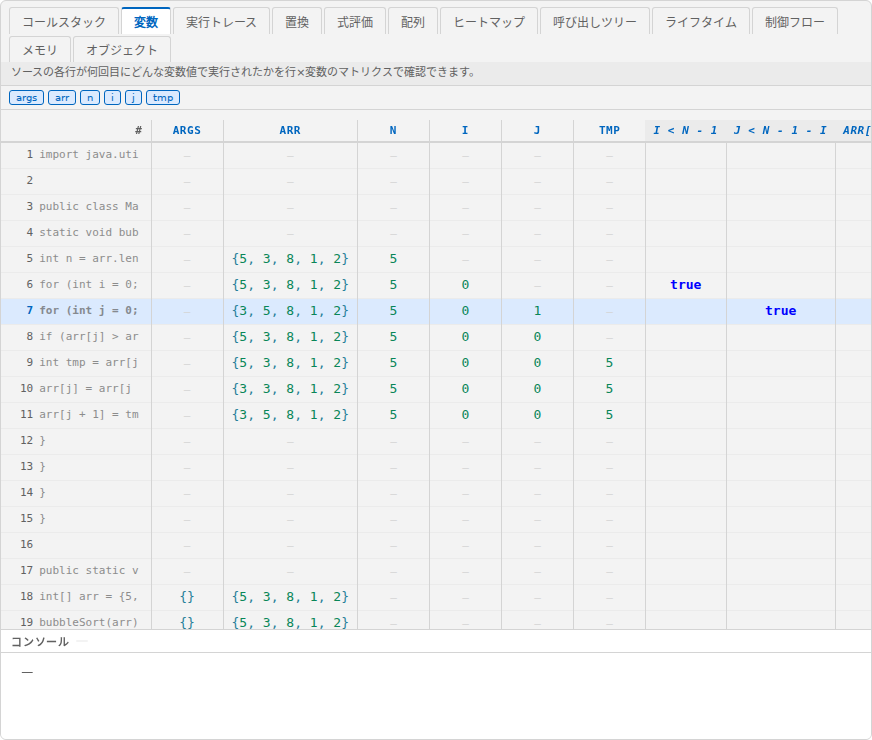 コールスタック 変数 実行トレース 置換 式評価 配列 ヒートマップ 呼び出しツリー ライフタイム 制御フロー
メモリ オブジェクト
ソースの各行が何回目にどんな変数値で実行されたかを行×変数のマトリクスで確認できます。
args arr n i j tmp
# ARGS ARR N I J TMP I < N - 1 J < N - 1 - I ARR[
1 import java.uti — — — — — —
2 — — — — — —
3 public class Ma — — — — — —
4 static void bub — — — — — —
5 int n = arr.len — {5, 3, 8, 1, 2} 5 — — —
6 for (int i = 0; — {5, 3, 8, 1, 2} 5 0 — — true
7 for (int j = 0; — {3, 5, 8, 1, 2} 5 0 1 — true
8 if (arr[j] > ar — {5, 3, 8, 1, 2} 5 0 0 —
9 int tmp = arr[j — {5, 3, 8, 1, 2} 5 0 0 5
10 arr[j] = arr[j — {3, 3, 8, 1, 2} 5 0 0 5
11 arr[j + 1] = tm — {3, 5, 8, 1, 2} 5 0 0 5
12 } — — — — — —
13 } — — — — — —
14 } — — — — — —
15 } — — — — — —
16 — — — — — —
17 public static v — — — — — —
18 int[] arr = {5, {} {5, 3, 8, 1, 2} — — — —
19 bubbleSort(arr) {} {5, 3, 8, 1, 2} — — — —
コンソール —
—